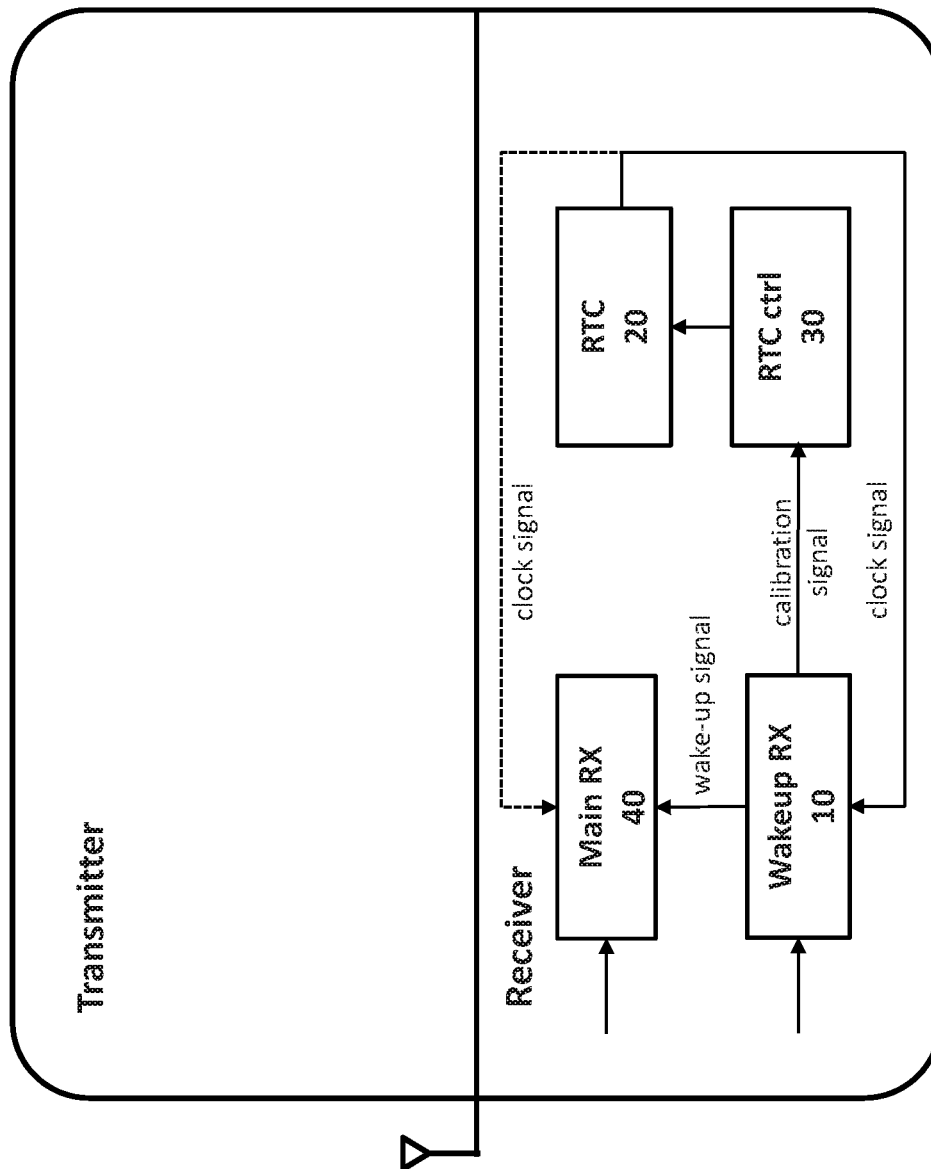 Transmitter
Receiver
clock signal
Main RX
40
RTC
20
wake-up signal
Wakeup RX
10
calibration
signal
RTC ctrl
30
clock signal